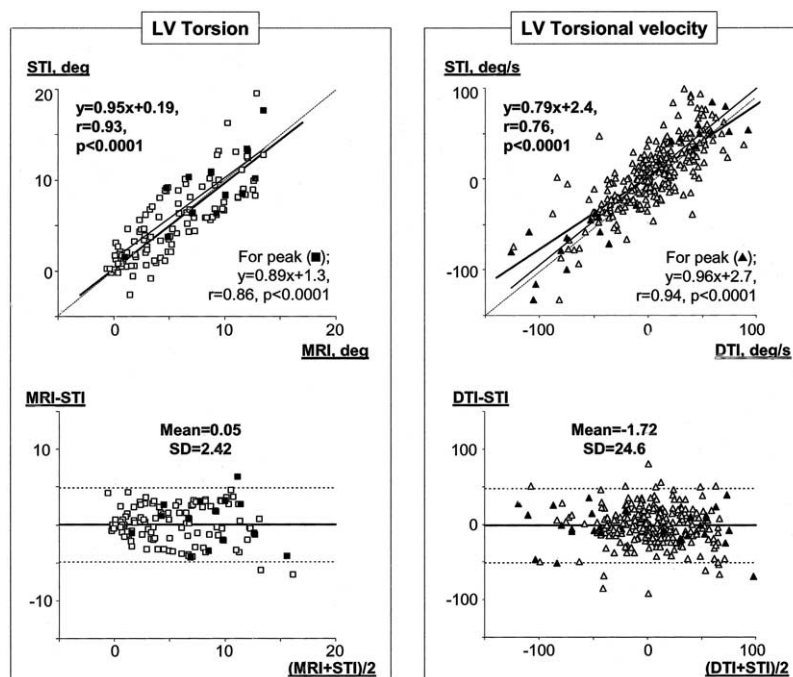 LV Torsion
STI, deg
20
10
0
y=0.95x+0.19,
r=0.93,
p<0.0001
For peak (■);
y=0.89x+1.3,
r=0.86, p<0.0001
0
10
20
MRI, deg
MRI-STI
10
0
-10
Mean=0.05
SD=2.42
0
10
20
(MRI+STI)/2
LV Torsional velocity
STI, deg/s
100
0
-100
y=0.79x+2.4,
r=0.76,
p<0.0001
For peak (▲);
y=0.96x+2.7,
r=0.94, p<0.0001
-100
0
100
DTI, deg/s
DTI-STI
100
0
-100
Mean=-1.72
SD=24.6
-100
0
100
(DTI+STI)/2